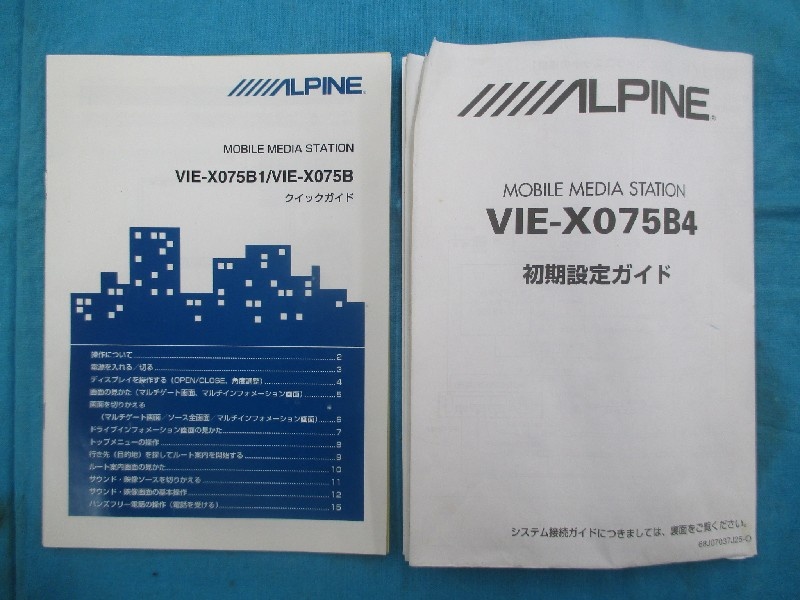 ALPINE
MOBILE MEDIA STATION
VIE-X075B1/VIE-X075B
クイックガイド
操作について 2
電源を入れる/切る 3
ディスプレイを操作する(OPEN/CLOSE、角度調整) 4
画面の見かた(マルチゲート画面、マルチインフォメーション画面) 5
画面を切りかえる
(マルチゲート画面/ソース全画面/マルチインフォメーション画面) 6
ドライブインフォメーション画面の見かた 7
トップメニューの操作 8
行き先(目的地)を探してルート案内を開始する 9
ルート案内画面の見かた 10
サウンド・映像ソースを切りかえる 11
サウンド・映像画面の基本操作 12
ハンズフリー電話の操作(電話を受ける) 15
ALPINE
MOBILE MEDIA STATION
VIE-X075B4
初期設定ガイド
システム接続ガイドにつきましては、裏面をご覧ください。